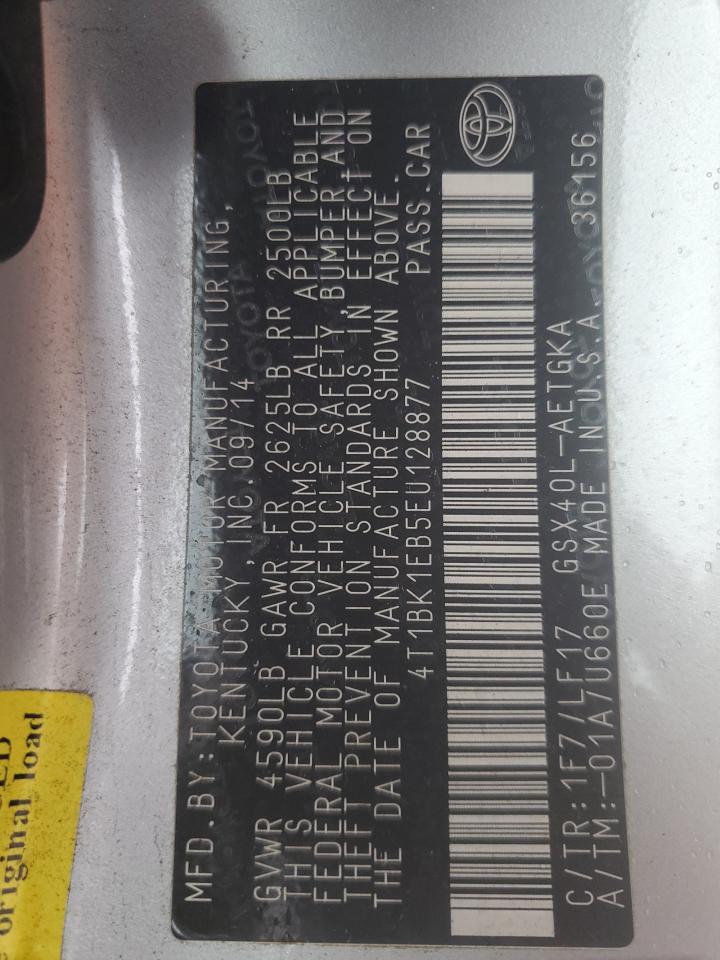 MFD.BY:TOYOTA MOTOR MANUFACTURING,
KENTUCKY,INC.09/14
GVWR 4590LB GAWR FR 2625LB RR 2500LB
THIS VEHICLE CONFORMS TO ALL APPLICABLE
FEDERAL MOTOR VEHICLE SAFETY,BUMPER,AND
THEFT PREVENTION STANDARDS IN EFFECT ON
THE DATE OF MANUFACTURE SHOWN ABOVE.
4T1BK1EB5EU128877 PASS.CAR
C/TR:1F7/LF17 GSX40L-AETGKA
A/TM:-01A/U660E MADE IN U.S.A. 36156
original load